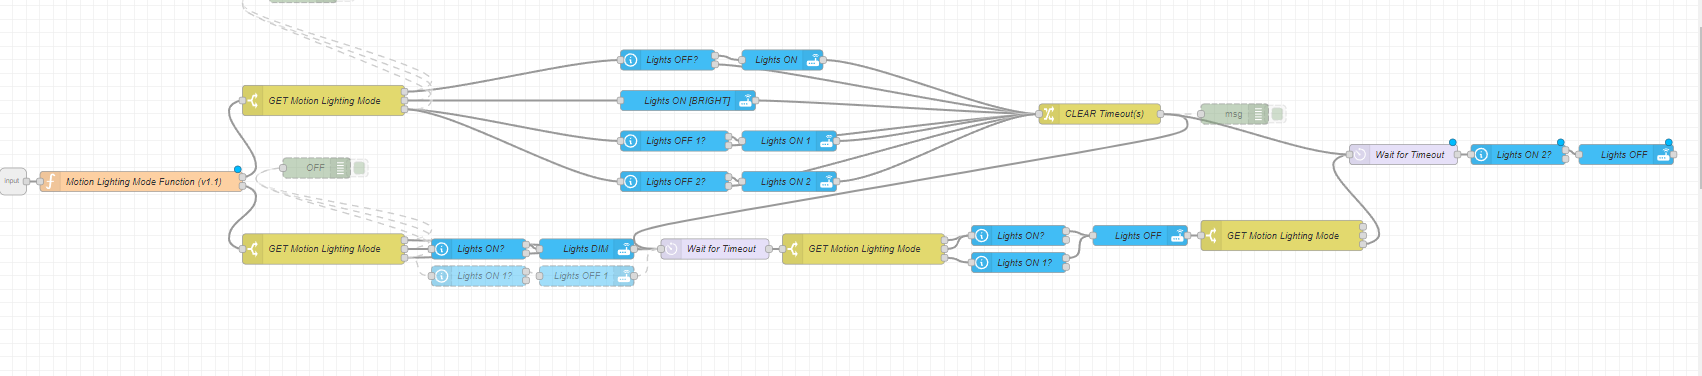 Lights OFF?
Lights ON
GET Motion Lighting Mode
Lights ON [BRIGHT]
CLEAR Timeout(s)
msg
Lights OFF 1?
Lights ON 1
Wait for Timeout
Lights ON 2?
Lights OFF
OFF
input
Motion Lighting Mode Function (v1.1)
Lights OFF 2?
Lights ON 2
GET Motion Lighting Mode
Lights ON?
Lights DIM
Wait for Timeout
GET Motion Lighting Mode
Lights ON?
Lights OFF
GET Motion Lighting Mode
Lights ON 1?
Lights ON 1?
Lights OFF 1